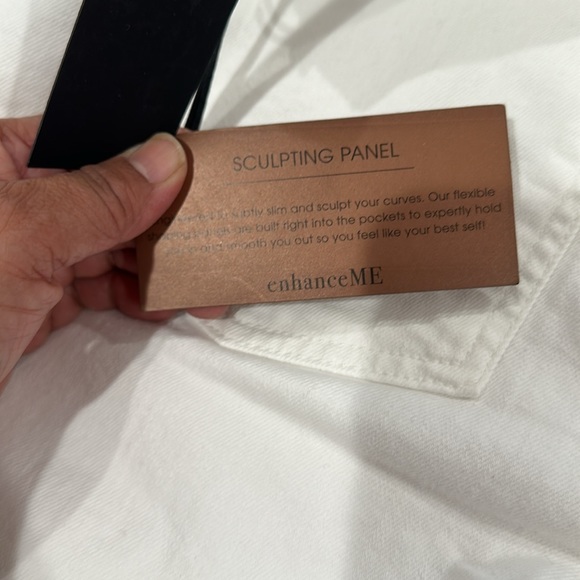 SCULPTING PANEL
slim and sculpt your curves. Our flexible
are built right into the pockets to expertly hold
smooth you out so you feel like your best self!
enhanceME